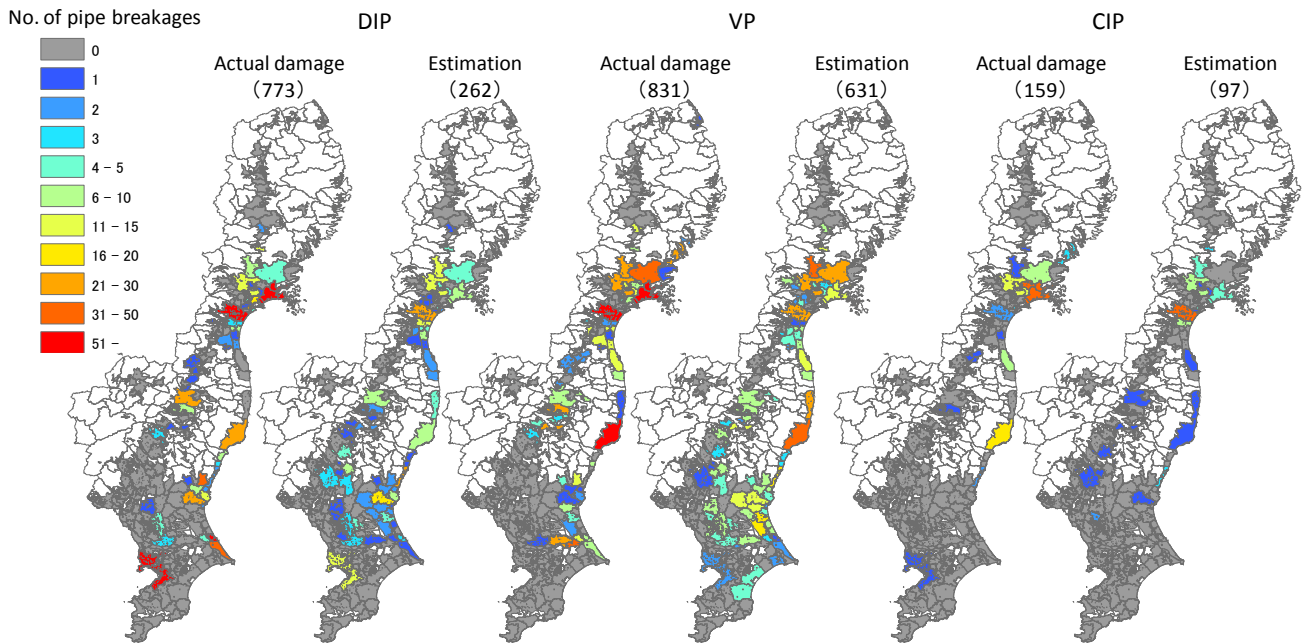 No. of pipe breakages
0
1
2
3
4 – 5
6 – 10
11 – 15
16 – 20
21 – 30
31 – 50
51 –
DIP
VP
CIP
Actual damage
(773)
Estimation
(262)
Actual damage
(831)
Estimation
(631)
Actual damage
(159)
Estimation
(97)